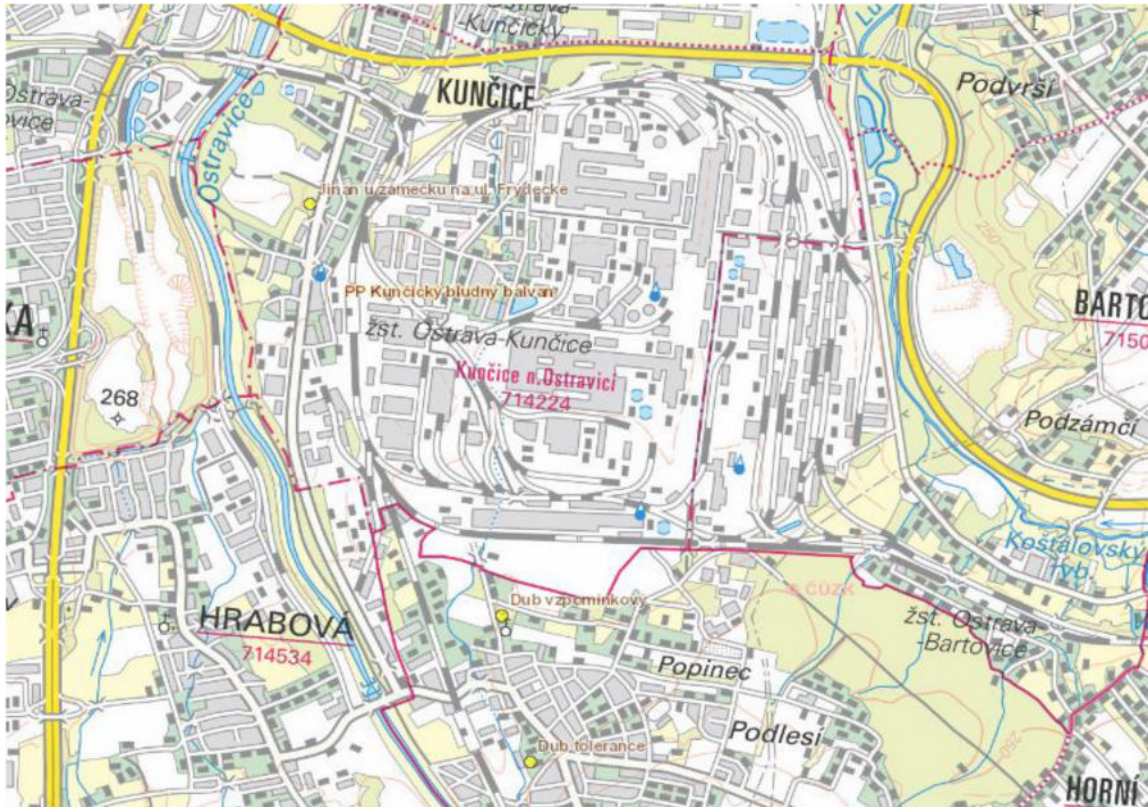 Ostrava-
-Kunčičky
KUNČICE
Podvrší
Ostrava-
Ostravice
Jinan u zámečku na ul. Frýdecké
250
PP Kunčický bludný balvan
žst. Ostrava-Kunčice
Kunčice n.Ostravicí
714224
268
Podzámčí
Košťálovský
ryb.
HRABOVÁ
714534
Dub vzpomínkový
© ČÚZK
žst. Ostrava-
-Bartovice
Popinec
Podlesí
Dub tolerance
260
HORNÍ